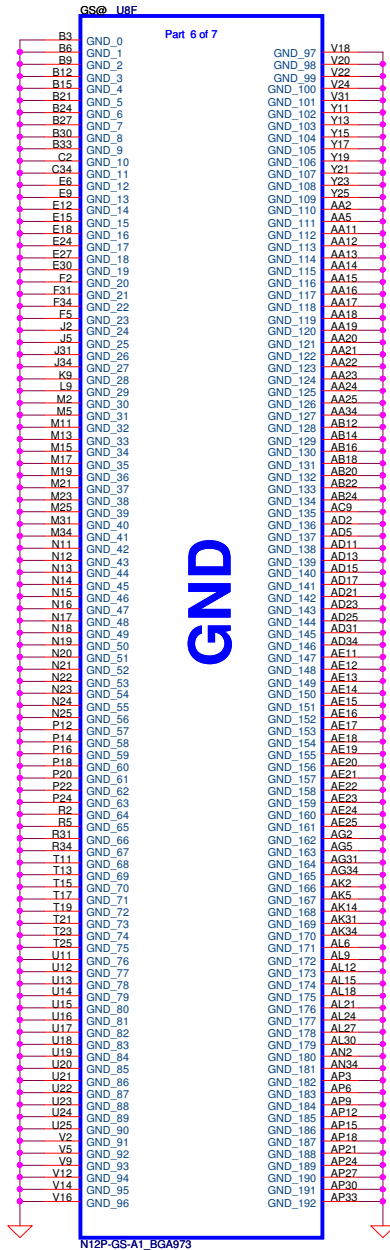 GS@ U8F
Part 6 of 7
B3 GND_0
B6 GND_1
B9 GND_2
B12 GND_3
B15 GND_4
B21 GND_5
B24 GND_6
B27 GND_7
B30 GND_8
B33 GND_9
C2 GND_10
C34 GND_11
E6 GND_12
E9 GND_13
E12 GND_14
E15 GND_15
E18 GND_16
E24 GND_17
E27 GND_18
E30 GND_19
F2 GND_20
F31 GND_21
F34 GND_22
F5 GND_23
J2 GND_24
J5 GND_25
J31 GND_26
J34 GND_27
K9 GND_28
L9 GND_29
M2 GND_30
M5 GND_31
M11 GND_32
M13 GND_33
M15 GND_34
M17 GND_35
M19 GND_36
M21 GND_37
M23 GND_38
M25 GND_39
M31 GND_40
M34 GND_41
N11 GND_42
N12 GND_43
N13 GND_44
N14 GND_45
N15 GND_46
N16 GND_47
N17 GND_48
N18 GND_49
N19 GND_50
N20 GND_51
N21 GND_52
N22 GND_53
N23 GND_54
N24 GND_55
N25 GND_56
P12 GND_57
P14 GND_58
P16 GND_59
P18 GND_60
P20 GND_61
P22 GND_62
P24 GND_63
R2 GND_64
R5 GND_65
R31 GND_66
R34 GND_67
T11 GND_68
T13 GND_69
T15 GND_70
T17 GND_71
T19 GND_72
T21 GND_73
T23 GND_74
T25 GND_75
U11 GND_76
U12 GND_77
U13 GND_78
U14 GND_79
U15 GND_80
U16 GND_81
U17 GND_82
U18 GND_83
U19 GND_84
U20 GND_85
U21 GND_86
U22 GND_87
U23 GND_88
U24 GND_89
U25 GND_90
V2 GND_91
V5 GND_92
V9 GND_93
V12 GND_94
V14 GND_95
V16 GND_96
GND
GND_97 V18
GND_98 V20
GND_99 V22
GND_100 V24
GND_101 V31
GND_102 Y11
GND_103 Y13
GND_104 Y15
GND_105 Y17
GND_106 Y19
GND_107 Y21
GND_108 Y23
GND_109 Y25
GND_110 AA2
GND_111 AA5
GND_112 AA11
GND_113 AA12
GND_114 AA13
GND_115 AA14
GND_116 AA15
GND_117 AA16
GND_118 AA17
GND_119 AA18
GND_120 AA19
GND_121 AA20
GND_122 AA21
GND_123 AA22
GND_124 AA23
GND_125 AA24
GND_126 AA25
GND_127 AA34
GND_128 AB12
GND_129 AB14
GND_130 AB16
GND_131 AB18
GND_132 AB20
GND_133 AB22
GND_134 AB24
GND_135 AC9
GND_136 AD2
GND_137 AD5
GND_138 AD11
GND_139 AD13
GND_140 AD15
GND_141 AD17
GND_142 AD21
GND_143 AD23
GND_144 AD25
GND_145 AD31
GND_146 AD34
GND_147 AE11
GND_148 AE12
GND_149 AE13
GND_150 AE14
GND_151 AE15
GND_152 AE16
GND_153 AE17
GND_154 AE18
GND_155 AE19
GND_156 AE20
GND_157 AE21
GND_158 AE22
GND_159 AE23
GND_160 AE24
GND_161 AE25
GND_162 AG2
GND_163 AG5
GND_164 AG31
GND_165 AG34
GND_166 AK2
GND_167 AK5
GND_168 AK14
GND_169 AK31
GND_170 AK34
GND_171 AL6
GND_172 AL9
GND_173 AL12
GND_174 AL15
GND_175 AL18
GND_176 AL21
GND_177 AL24
GND_178 AL27
GND_179 AL30
GND_180 AN2
GND_181 AN34
GND_182 AP3
GND_183 AP6
GND_184 AP9
GND_185 AP12
GND_186 AP15
GND_187 AP18
GND_188 AP21
GND_189 AP24
GND_190 AP27
GND_191 AP30
GND_192 AP33
N12P-GS-A1_BGA973